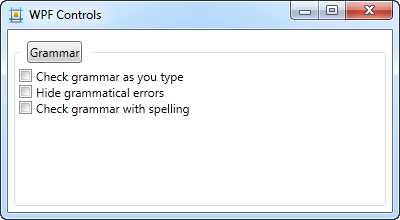 WPF Controls
Grammar
Check grammar as you type
Hide grammatical errors
Check grammar with spelling